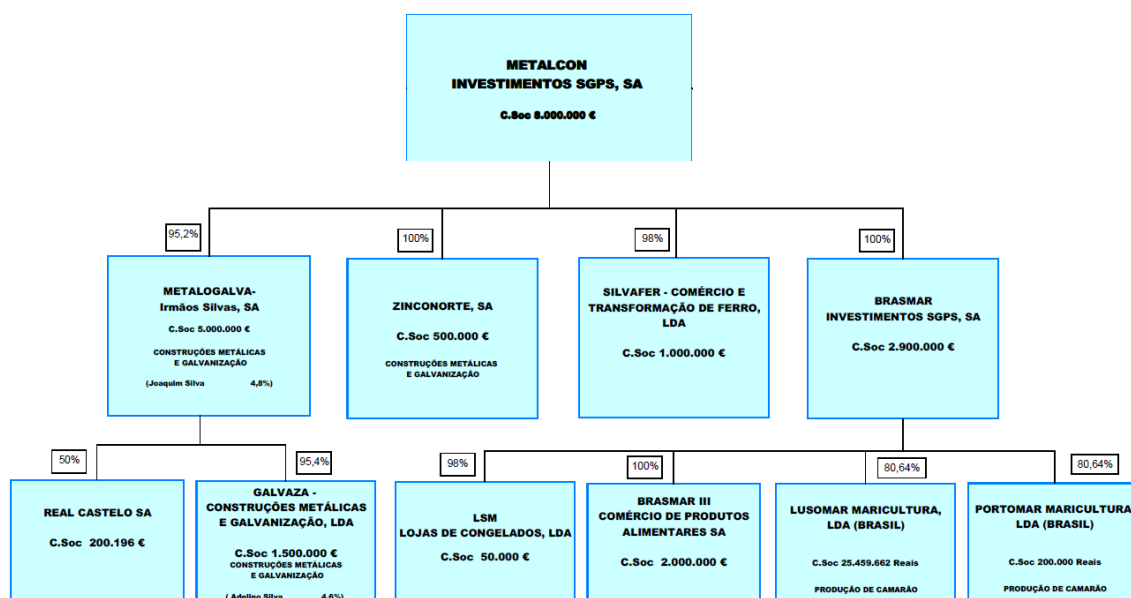 METALCON
INVESTIMENTOS SGPS, SA
C.Soc 8.000.000 €
95,2%
100%
98%
100%
METALOGALVA-
Irmãos Silvas, SA
C.Soc 5.000.000 €
CONSTRUÇÕES METÁLICAS
E GALVANIZAÇÃO
(Joaquim Silva 4,8%)
ZINCONORTE, SA
C.Soc 500.000 €
CONSTRUÇÕES METÁLICAS
E GALVANIZAÇÃO
SILVAFER - COMÉRCIO E
TRANSFORMAÇÃO DE FERRO,
LDA
C.Soc 1.000.000 €
BRASMAR
INVESTIMENTOS SGPS, SA
C.Soc 2.900.000 €
50%
95,4%
98%
100%
80,64%
80,64%
REAL CASTELO SA
C.Soc 200.196 €
GALVAZA -
CONSTRUÇÕES METÁLICAS
E GALVANIZAÇÃO, LDA
C.Soc 1.500.000 €
CONSTRUÇÕES METÁLICAS
E GALVANIZAÇÃO
( Adelino Silva 4,6%)
LSM
LOJAS DE CONGELADOS, LDA
C.Soc 50.000 €
BRASMAR III
COMÉRCIO DE PRODUTOS
ALIMENTARES SA
C.Soc 2.000.000 €
LUSOMAR MARICULTURA,
LDA (BRASIL)
C.Soc 25.459.662 Reais
PRODUÇÃO DE CAMARÃO
PORTOMAR MARICULTURA
LDA (BRASIL)
C.Soc 200.000 Reais
PRODUÇÃO DE CAMARÃO